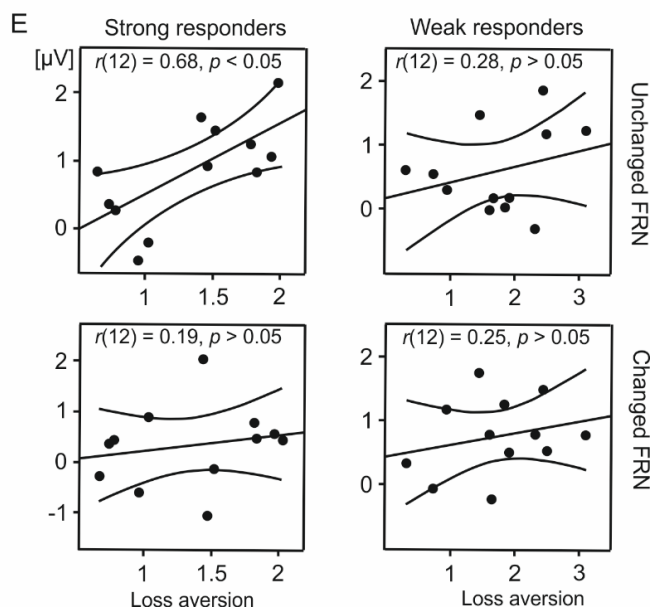 E
Strong responders
Weak responders
[µV]
r(12) = 0.68, p < 0.05
2
1
0
1
1.5
2
r(12) = 0.28, p > 0.05
2
1
0
1
2
3
Unchanged FRN
r(12) = 0.19, p > 0.05
2
1
0
-1
1
1.5
2
Loss aversion
r(12) = 0.25, p > 0.05
2
1
0
1
2
3
Loss aversion
Changed FRN